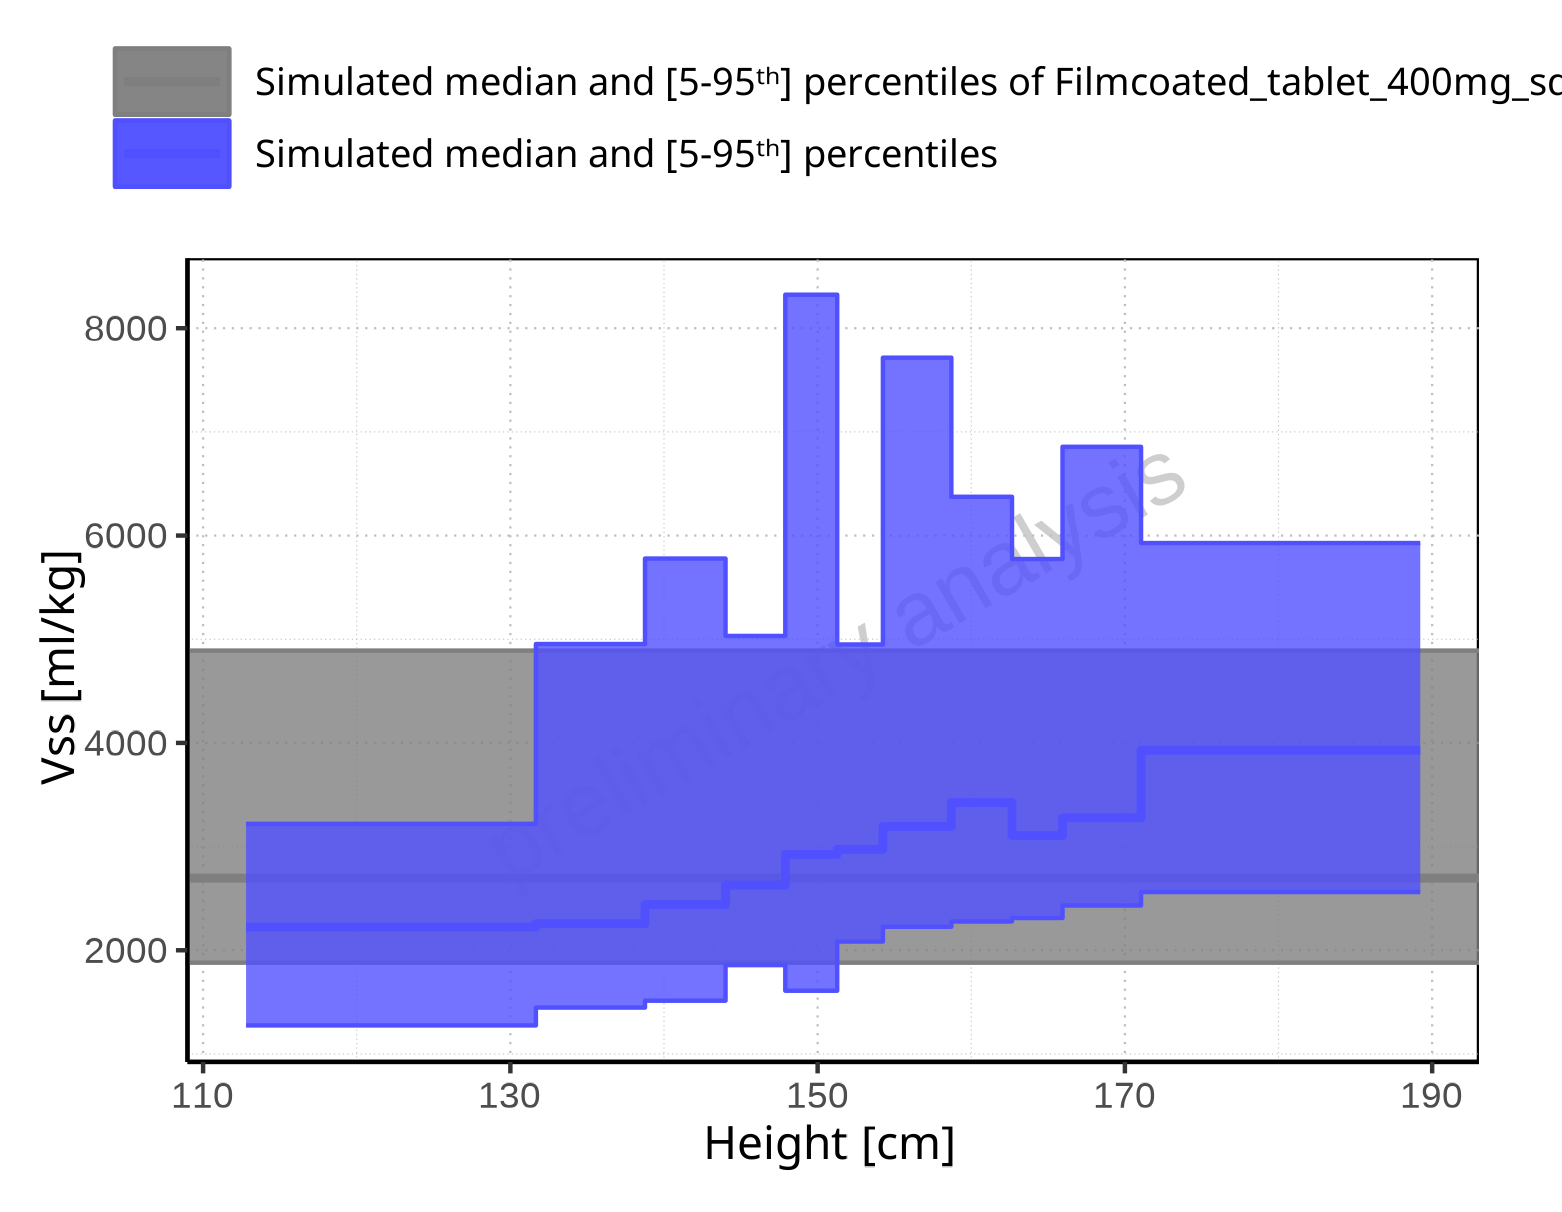 Simulated median and [5-95ᵗʰ] percentiles of Filmcoated_tablet_400mg_sc
Simulated median and [5-95ᵗʰ] percentiles
8000
6000
4000
2000
Vss [ml/kg]
preliminary analysis
110 130 150 170 190
Height [cm]